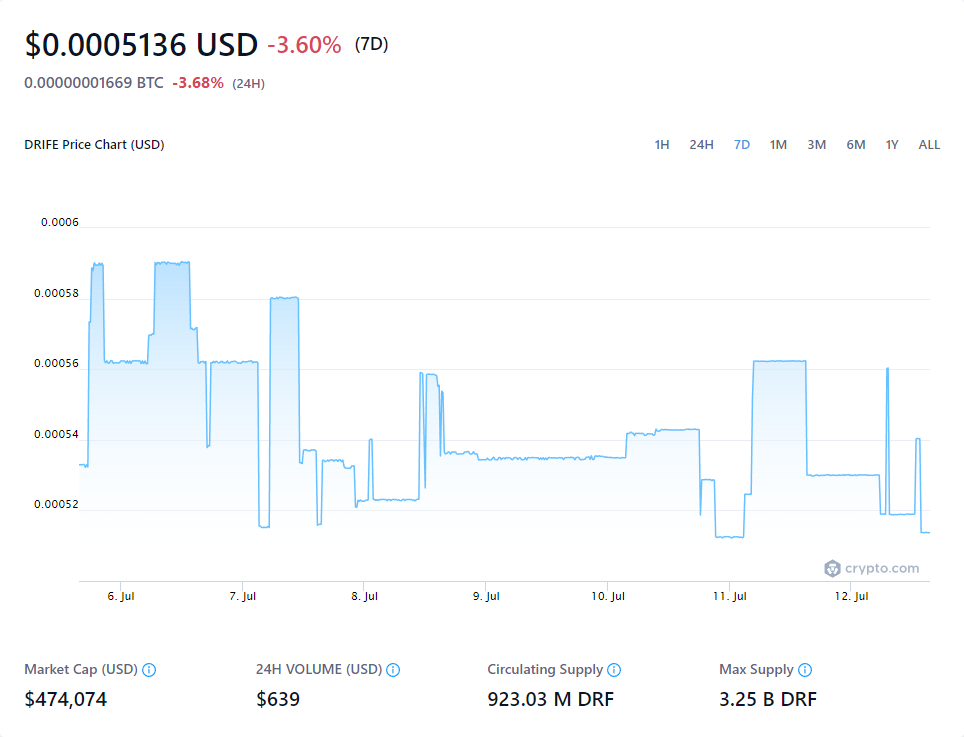 $0.0005136 USD -3.60% (7D)
0.00000001669 BTC -3.68% (24H)
DRIFE Price Chart (USD) 1H 24H 7D 1M 3M 6M 1Y ALL
0.0006
0.00058
0.00056
0.00054
0.00052
crypto.com
6. Jul 7. Jul 8. Jul 9. Jul 10. Jul 11. Jul 12. Jul
Market Cap (USD) 24H VOLUME (USD) Circulating Supply Max Supply
$474,074 $639 923.03 M DRF 3.25 B DRF